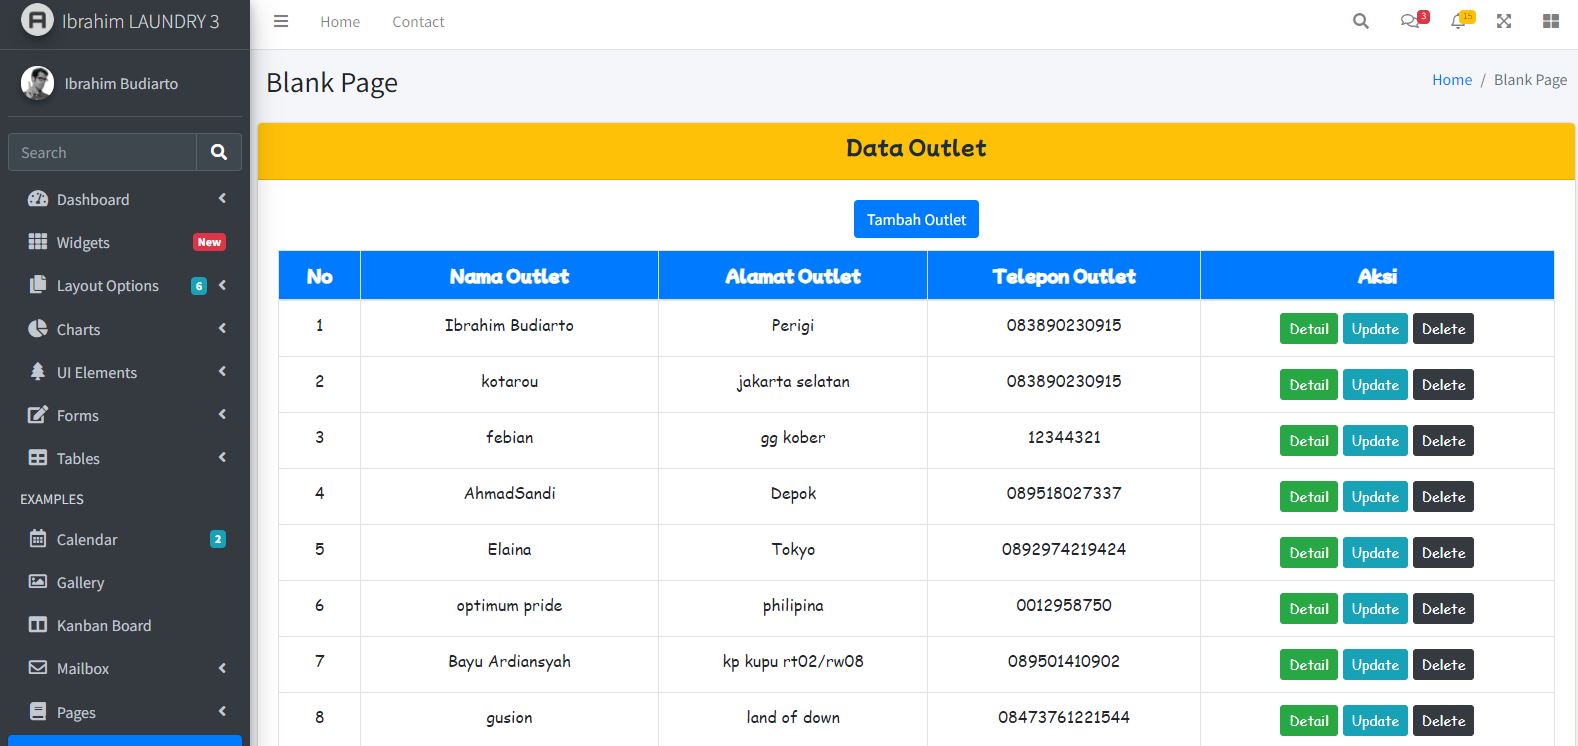 Ibrahim LAUNDRY 3
Home
Contact
3
15
Ibrahim Budiarto
Search
Dashboard
Widgets New
Layout Options 6
Charts
UI Elements
Forms
Tables
EXAMPLES
Calendar 2
Gallery
Kanban Board
Mailbox
Pages
Blank Page
Home / Blank Page
Data Outlet
Tambah Outlet
No Nama Outlet Alamat Outlet Telepon Outlet Aksi
1 Ibrahim Budiarto Perigi 083890230915 Detail Update Delete
2 kotarou jakarta selatan 083890230915 Detail Update Delete
3 febian gg kober 12344321 Detail Update Delete
4 AhmadSandi Depok 089518027337 Detail Update Delete
5 Elaina Tokyo 0892974219424 Detail Update Delete
6 optimum pride philipina 0012958750 Detail Update Delete
7 Bayu Ardiansyah kp kupu rt02/rw08 089501410902 Detail Update Delete
8 gusion land of down 08473761221544 Detail Update Delete